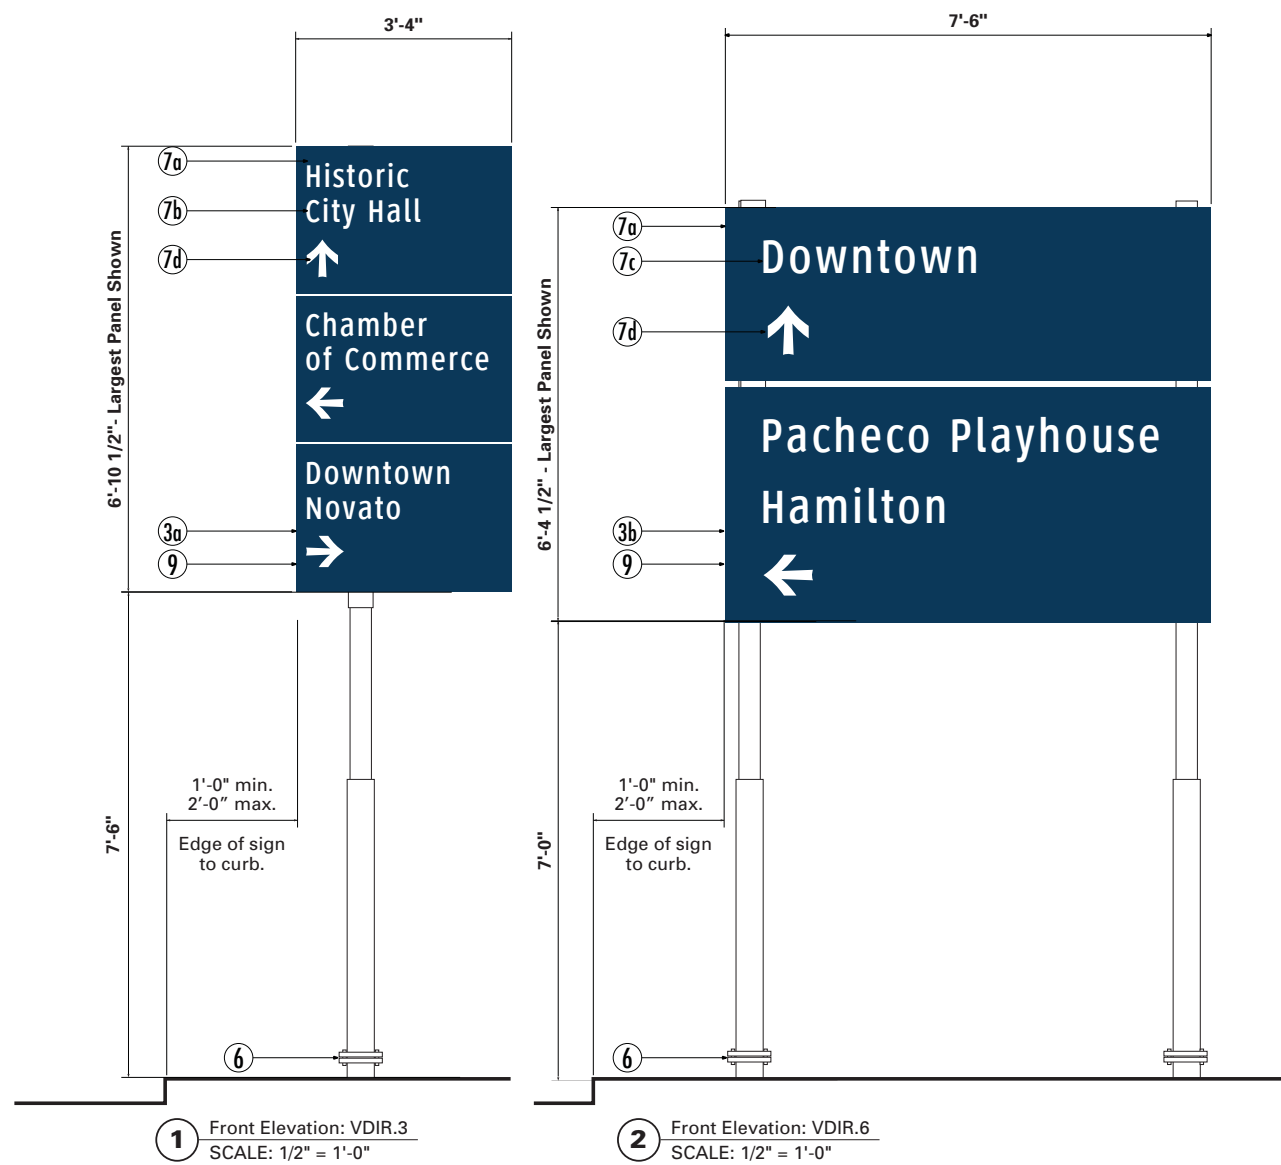 3'-4"
7a
7b
7d
Historic
City Hall
Chamber
of Commerce
Downtown
Novato
6'-10 1/2"- Largest Panel Shown
3a
9
1'-0" min.
2’-0” max.
Edge of sign
to curb.
7'-6"
6
1
Front Elevation: VDIR.3
SCALE: 1/2" = 1'-0"
7'-6"
7a
7c
7d
Downtown
Pacheco Playhouse
Hamilton
6'-4 1/2" - Largest Panel Shown
3b
9
1'-0" min.
2’-0” max.
Edge of sign
to curb.
7'-0"
6
2
Front Elevation: VDIR.6
SCALE: 1/2" = 1'-0"